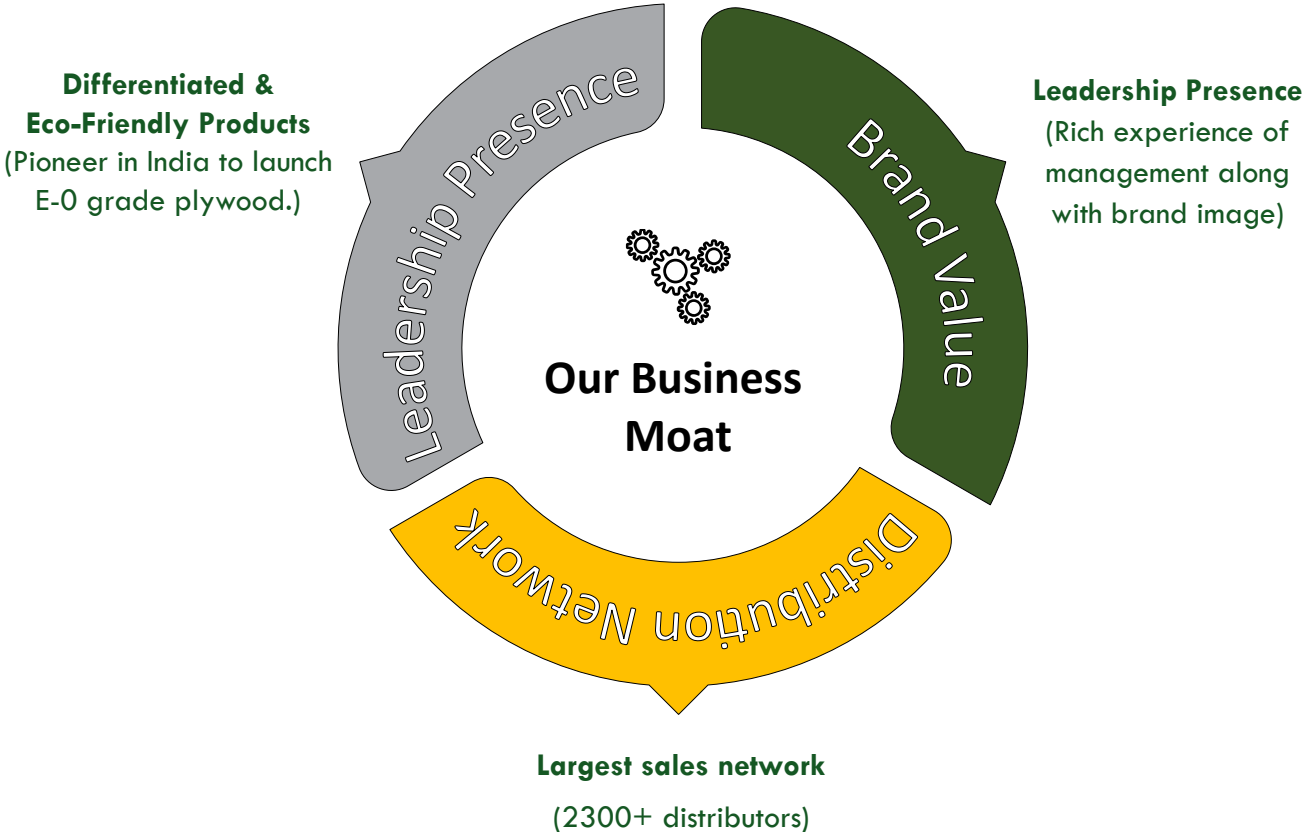 Differentiated &
Eco-Friendly Products
(Pioneer in India to launch
E-0 grade plywood.)
Leadership Presence
Brand Value
Leadership Presence
(Rich experience of
management along
with brand image)
Our Business
Moat
Distribution Network
Largest sales network
(2300+ distributors)